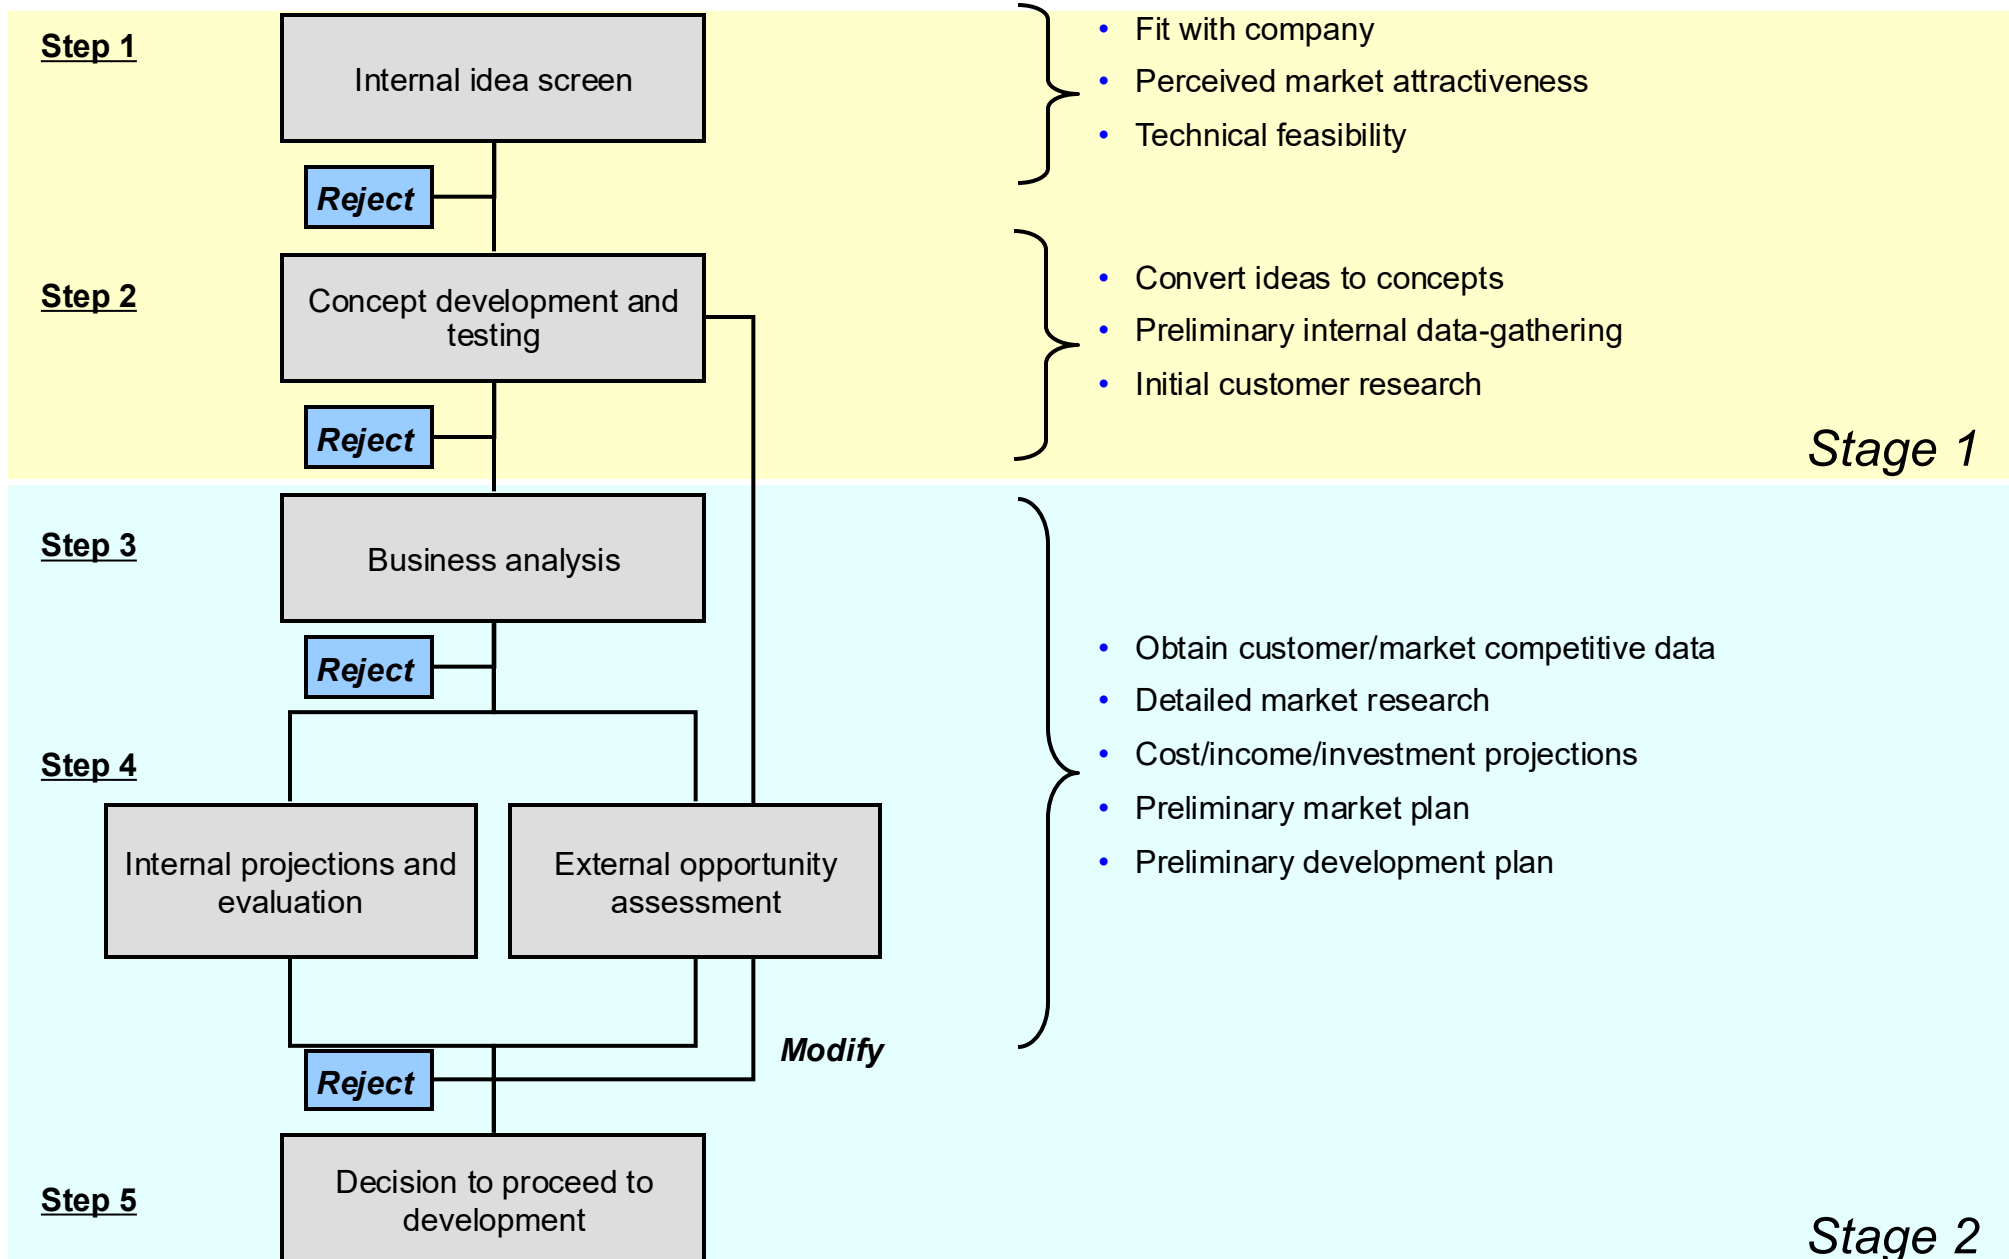 Step 1
Internal idea screen
• Fit with company
• Perceived market attractiveness
• Technical feasibility
Reject
Step 2
Concept development and
testing
• Convert ideas to concepts
• Preliminary internal data-gathering
• Initial customer research
Reject
Stage 1
Step 3
Business analysis
Reject
• Obtain customer/market competitive data
• Detailed market research
• Cost/income/investment projections
• Preliminary market plan
• Preliminary development plan
Step 4
Internal projections and
evaluation
External opportunity
assessment
Modify
Reject
Step 5
Decision to proceed to
development
Stage 2